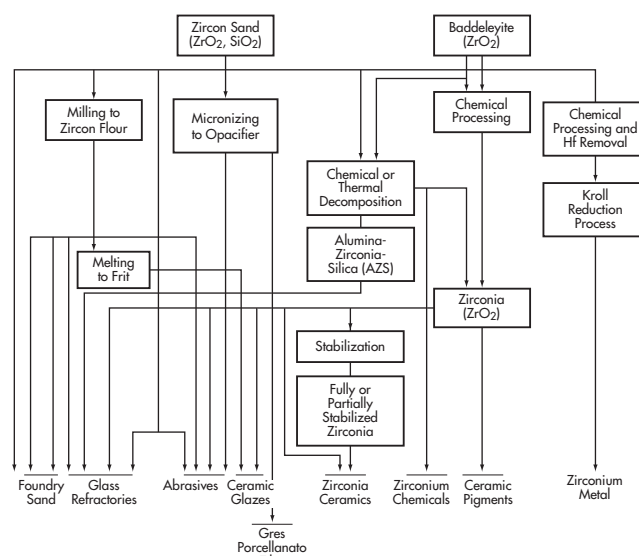 Zircon Sand
(ZrO2, SiO2)
Baddeleyite
(ZrO2)
Milling to
Zircon Flour
Micronizing
to Opacifier
Chemical
Processing
Chemical
Processing and
Hf Removal
Chemical or
Thermal
Decomposition
Kroll
Reduction
Process
Melting
to Frit
Alumina-
Zirconia-
Silica (AZS)
Zirconia
(ZrO2)
Stabilization
Fully or
Partially
Stabilized
Zirconia
Foundry
Sand
Glass
Refractories
Abrasives
Ceramic
Glazes
Zirconia
Ceramics
Zirconium
Chemicals
Ceramic
Pigments
Zirconium
Metal
Gres
Porcellanato